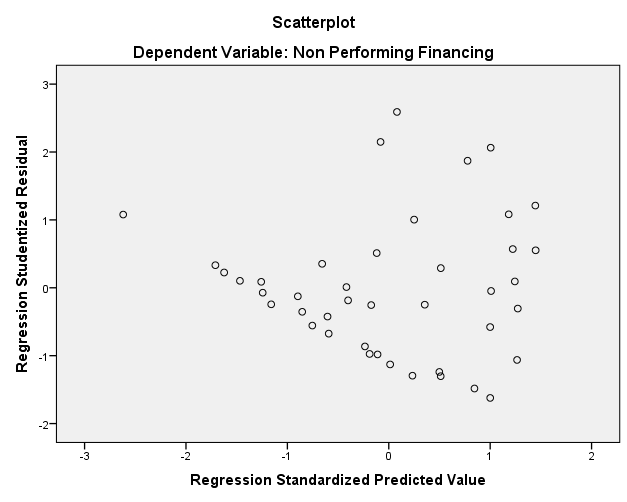 Scatterplot
Dependent Variable: Non Performing Financing
Regression Studentized Residual
3
2
1
0
-1
-2
-3 -2 -1 0 1 2
Regression Standardized Predicted Value